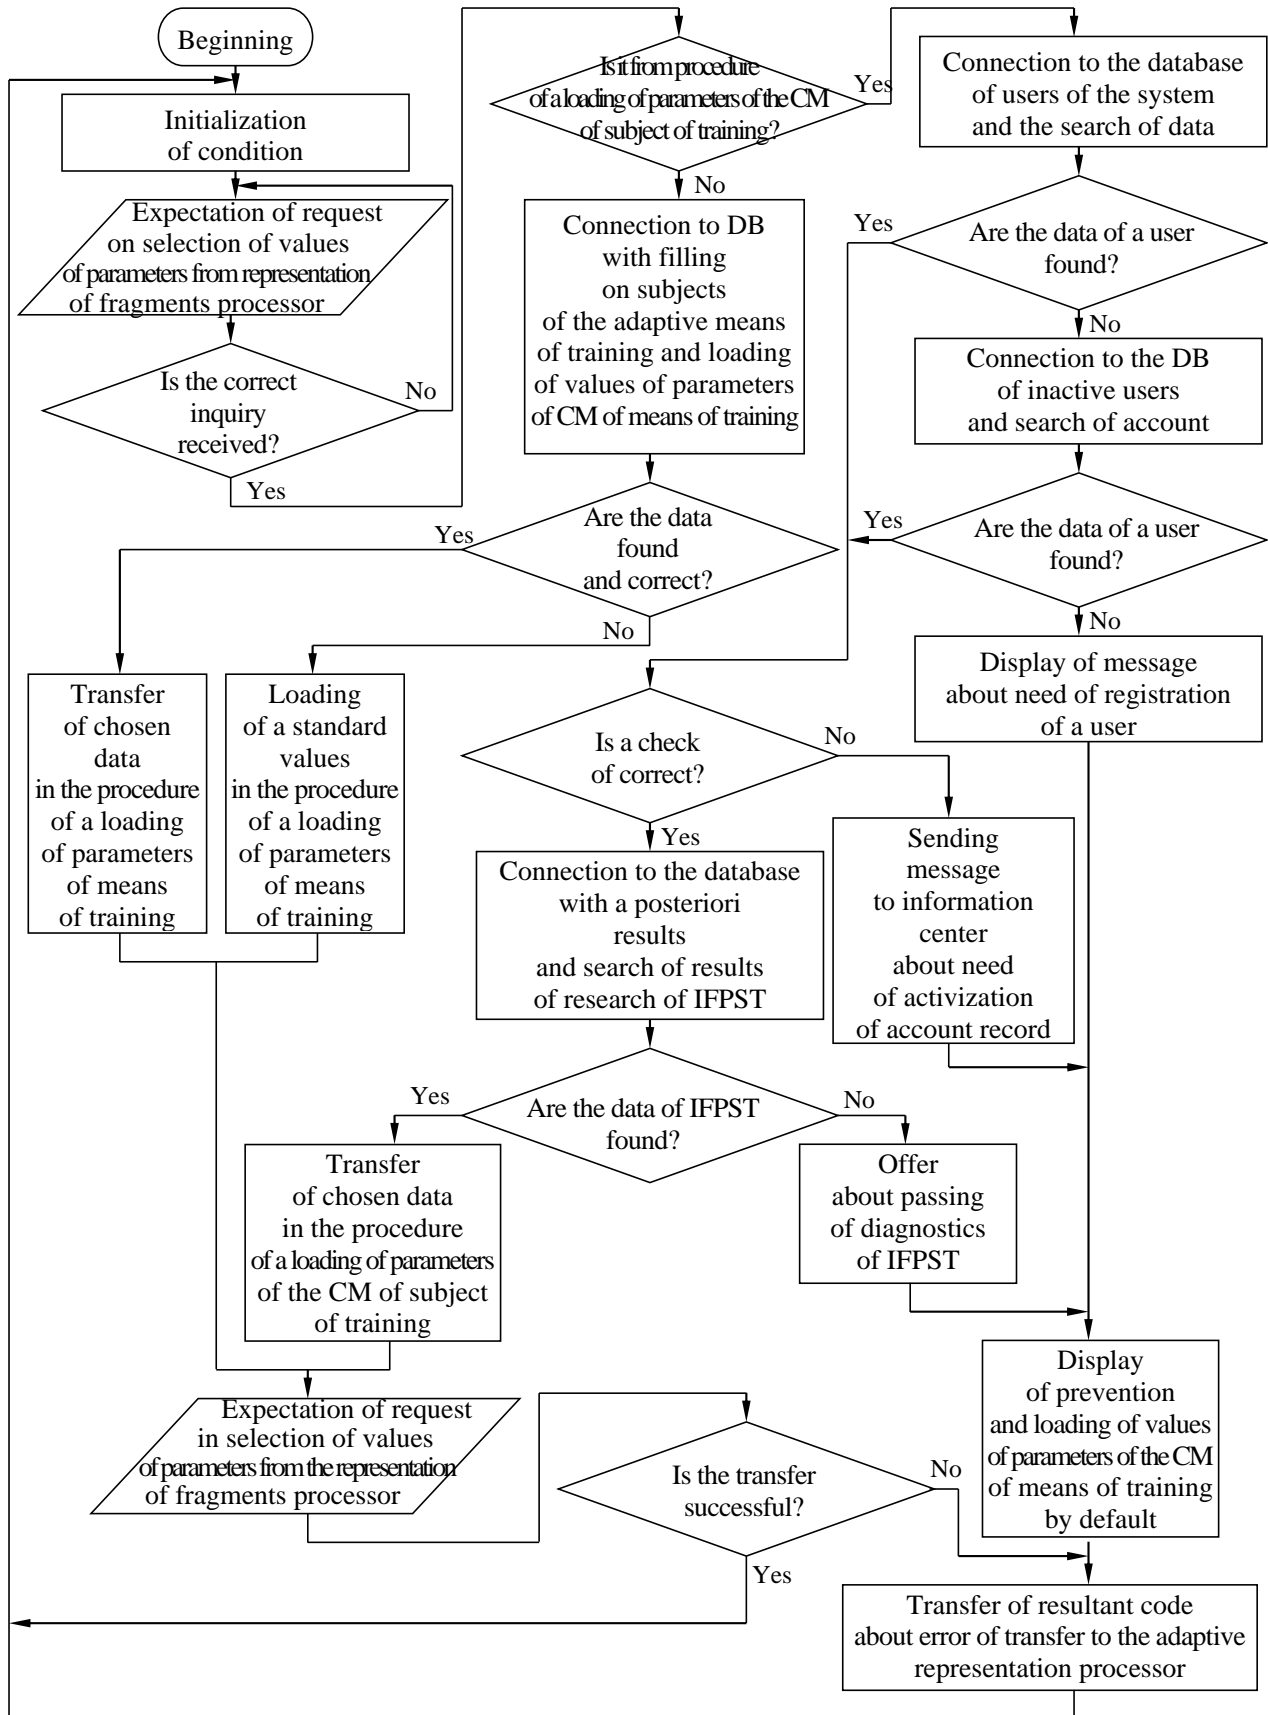 Beginning
Initialization
of condition
Expectation of request
on selection of values
of parameters from representation
of fragments processor
Is the correct
inquiry
received?
No
Yes
Is it from procedure
of a loading of parameters of the CM
of subject of training?
Yes
No
Connection to the database
of users of the system
and the search of data
Are the data of a user
found?
Yes
No
Connection to DB
with filling
on subjects
of the adaptive means
of training and loading
of values of parameters
of CM of means of training
Connection to the DB
of inactive users
and search of account
Are the data
found
and correct?
Yes
No
Are the data of a user
found?
Yes
No
Transfer
of chosen
data
in the procedure
of a loading
of parameters
of means
of training
Loading
of a standard
values
in the procedure
of a loading
of parameters
of means
of training
Display of message
about need of registration
of a user
Is a check
of correct?
No
Yes
Sending
message
to information
center
about need
of activization
of account record
Connection to the database
with a posteriori
results
and search of results
of research of IFPST
Are the data of IFPST
found?
Yes
No
Transfer
of chosen data
in the procedure
of a loading of parameters
of the CM of subject
of training
Offer
about passing
of diagnostics
of IFPST
Display
of prevention
and loading of values
of parameters of the CM
of means of training
by default
Expectation of request
in selection of values
of parameters from the representation
of fragments processor
Is the transfer
successful?
No
Yes
Transfer of resultant code
about error of transfer to the adaptive
representation processor